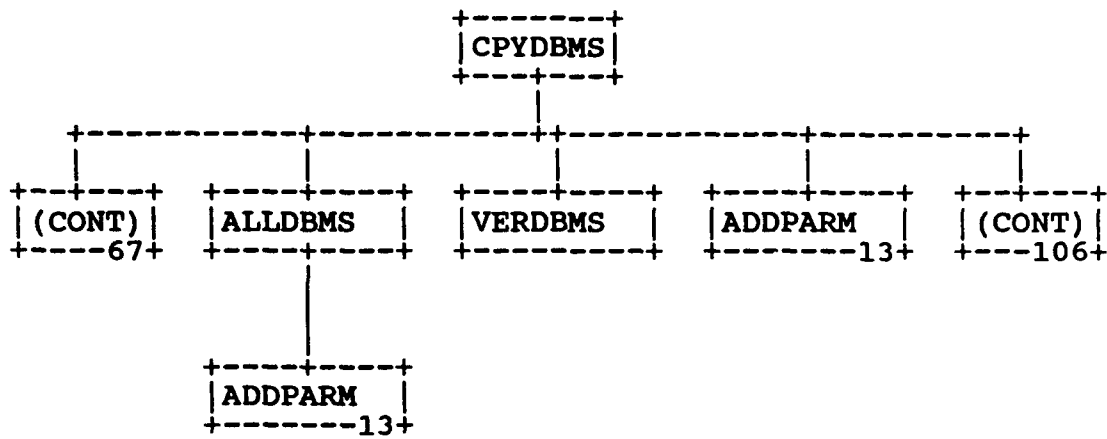 CPYDBMS
(CONT) ALLDBMS VERDBMS ADDPARM (CONT)
67 13 106
ADDPARM
13